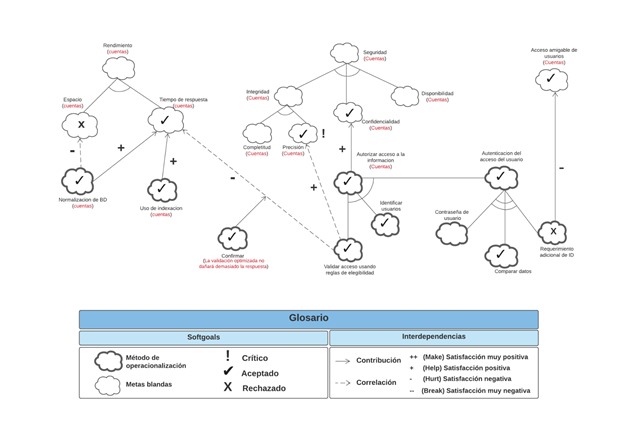 Rendimiento
(cuentas)
Seguridad
(Cuentas)
Acceso amigable de
usuarios
(Cuentas)
Espacio
(cuentas)
Tiempo de respuesta
(cuentas)
Integridad
(Cuentas)
Disponibilidad
(Cuentas)
X
Confidencialidad
(Cuentas)
!
Completitud
(Cuentas)
Precisión
(Cuentas)
-
+
+
+
Autorizar acceso a la
informacion
(Cuentas)
Autenticacion del
acceso del usuario
-
-
+
Normalizacion de BD
(cuentas)
Uso de indexacion
(cuentas)
Identificar
usuarios
Contraseña de
usuario
X
Confirmar
(La validación optimizada no
dañará demasiado la respuesta)
Validar acceso usando
reglas de elegibilidad
Requerimiento
adicional de ID
Comparar datos
Glosario
Softgoals
Interdependencias
Método de
operacionalización
Metas blandas
! Crítico
✓ Aceptado
X Rechazado
Contribución
Correlación
++ (Make) Satisfacción muy positiva
+ (Help) Satisfacción positiva
- (Hurt) Satisfacción negativa
-- (Break) Satisfacción muy negativa